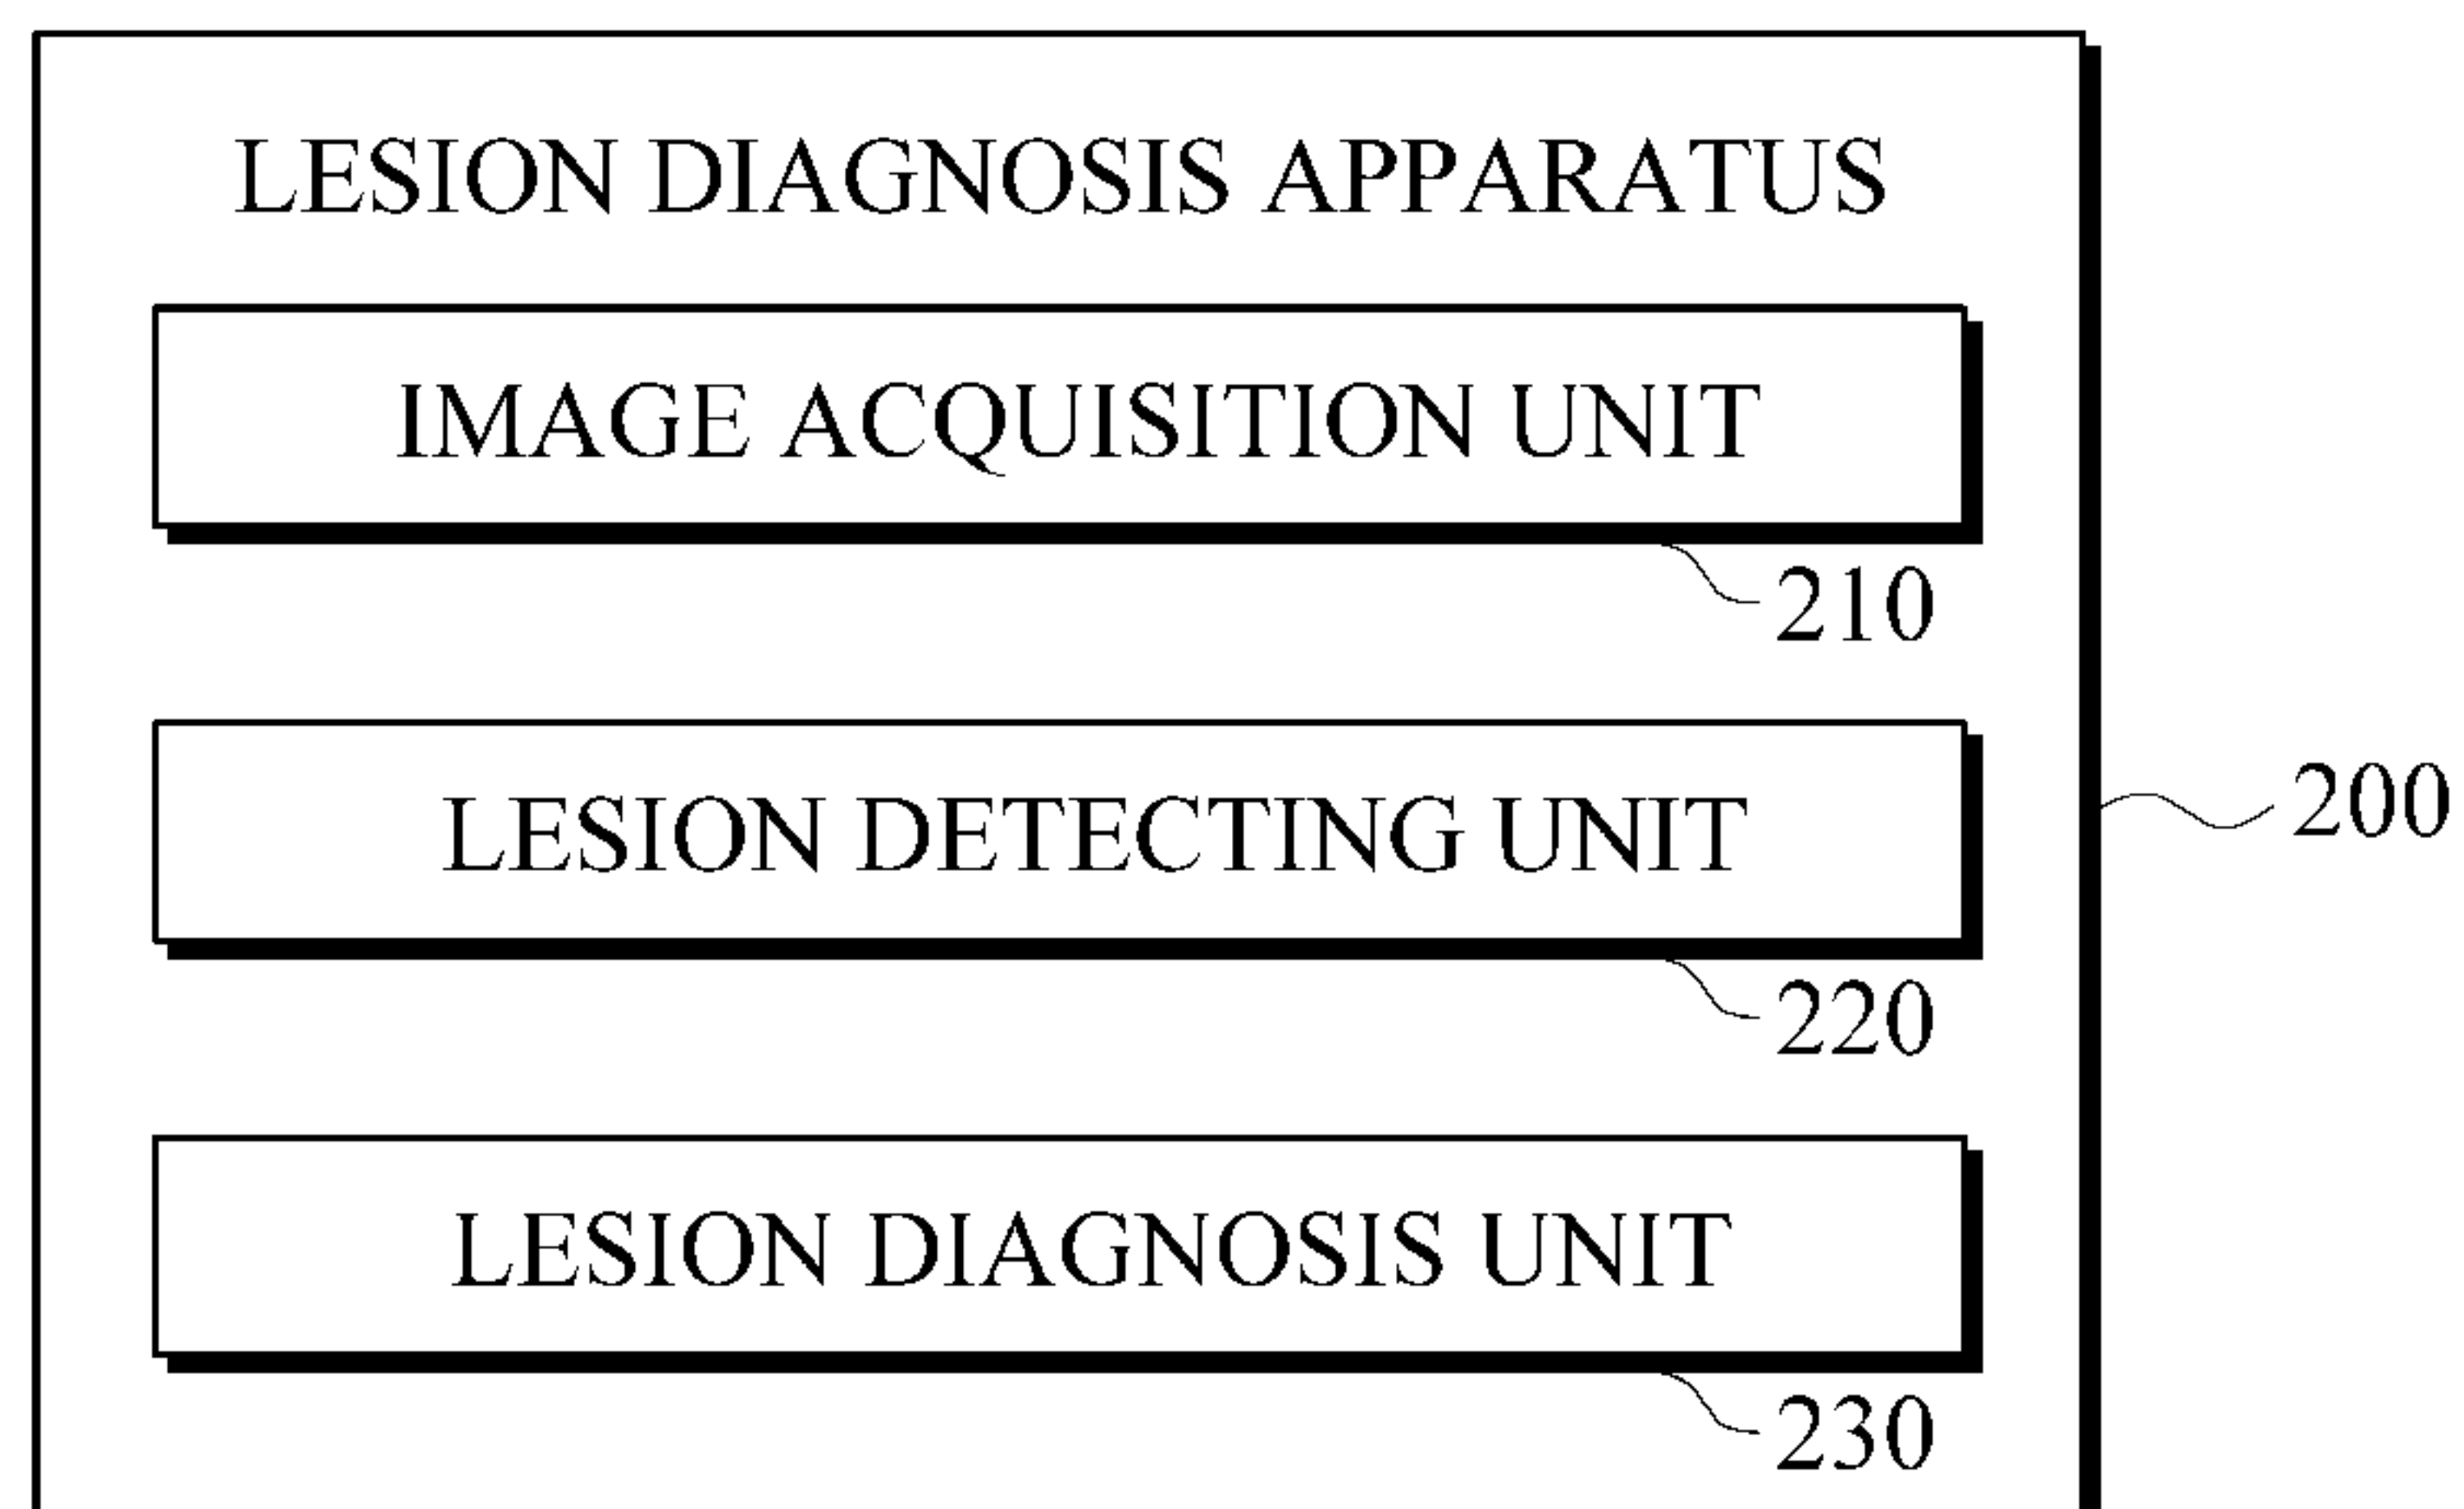 LESION DIAGNOSIS APPARATUS
IMAGE ACQUISITION UNIT
210
LESION DETECTING UNIT
200
220
LESION DIAGNOSIS UNIT
230